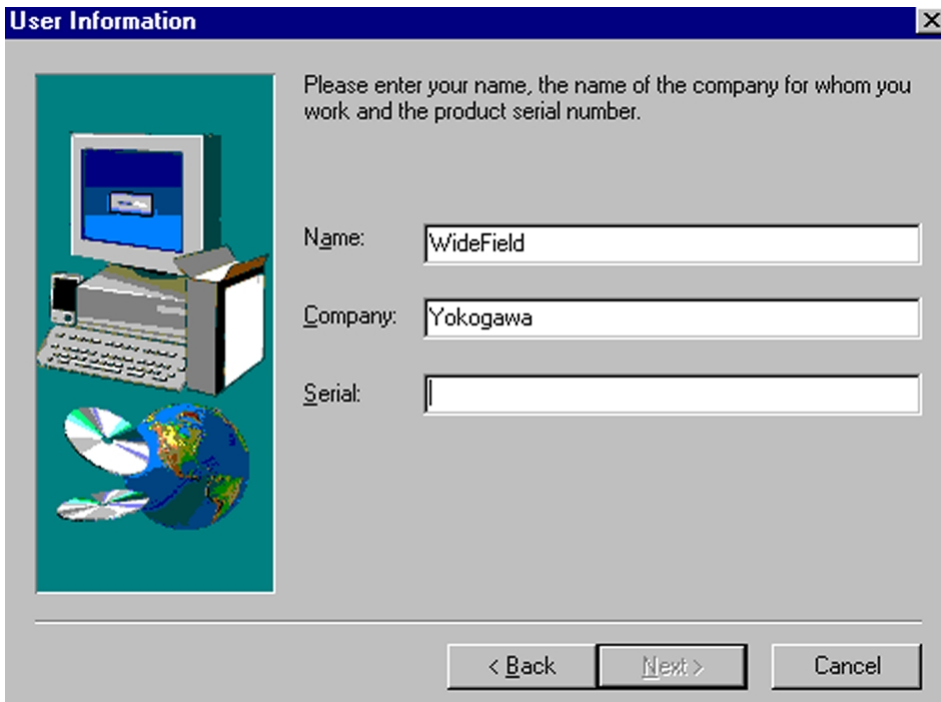 User Information
Please enter your name, the name of the company for whom you
work and the product serial number.
Name:
WideField
Company:
Yokogawa
Serial:
< Back
Next >
Cancel